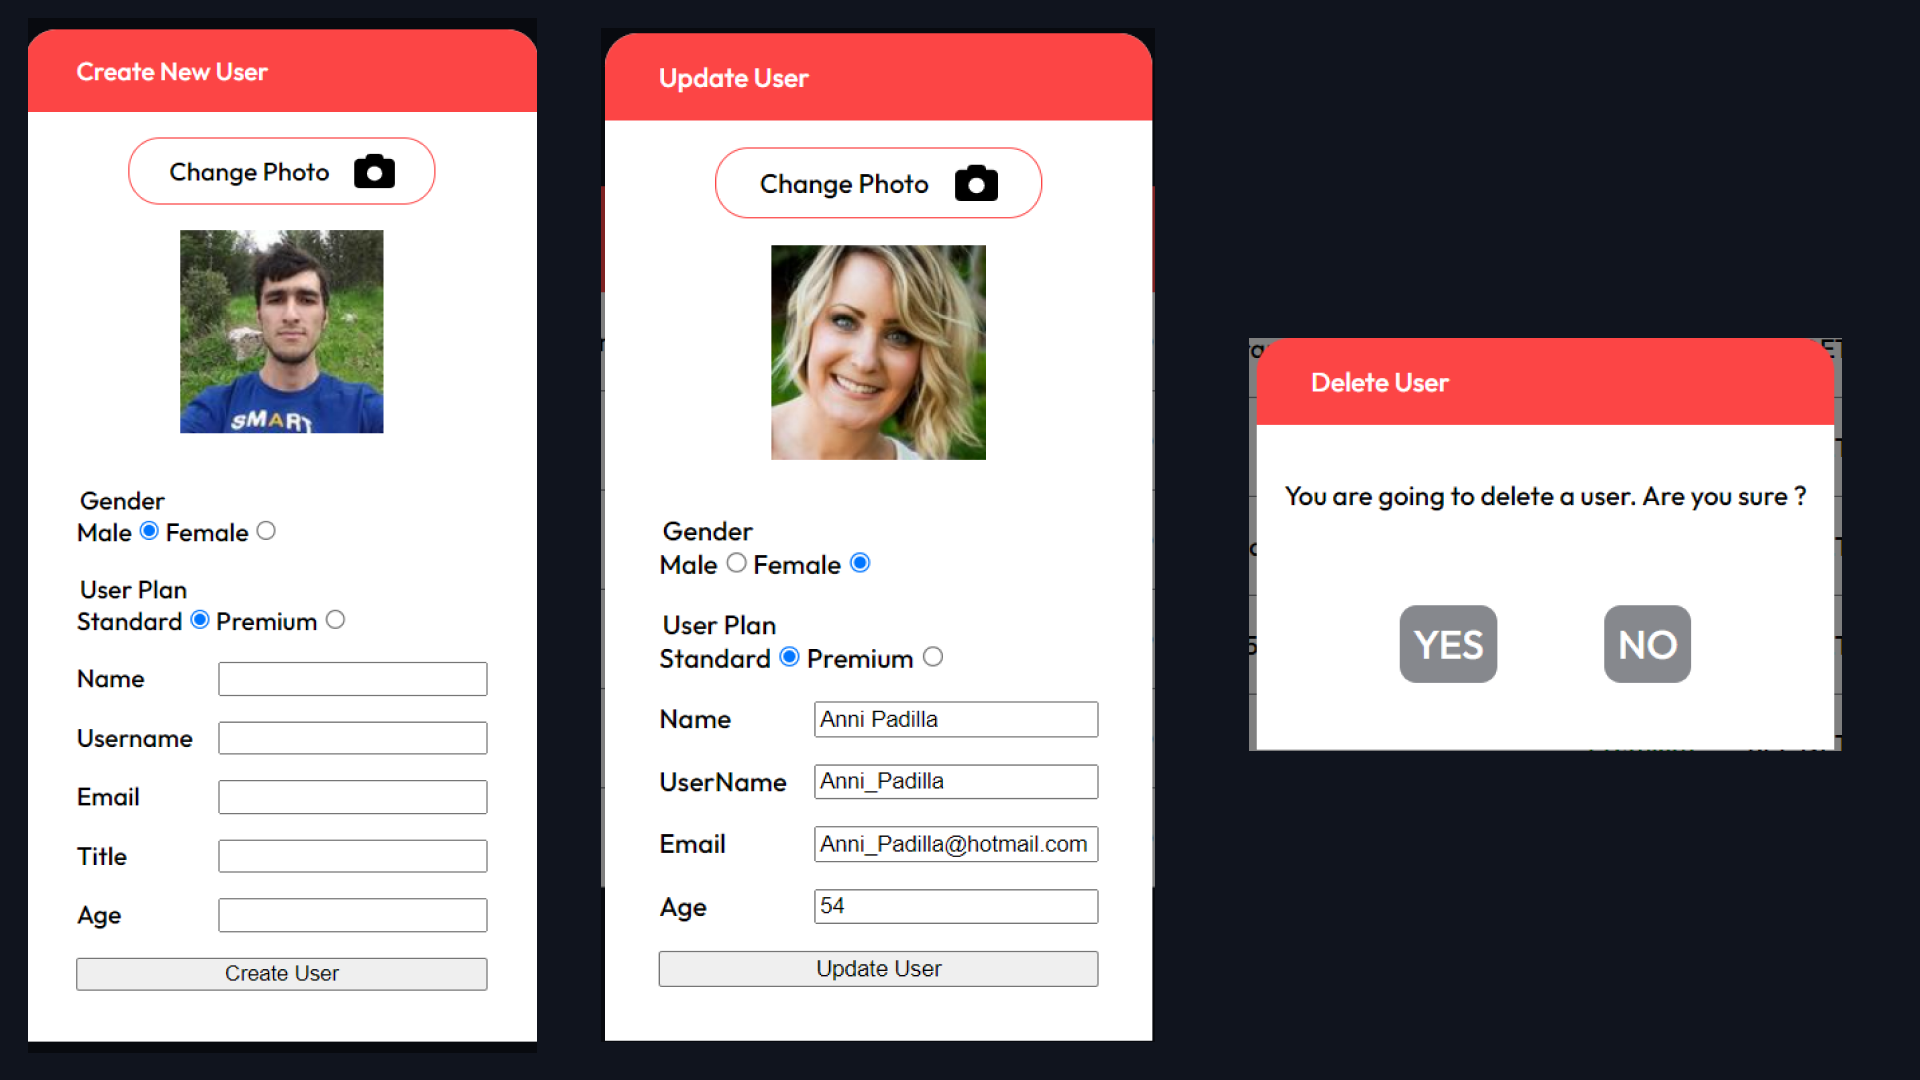 Create New User
Change Photo
SMART
Gender
Male Female
User Plan
Standard Premium
Name
Username
Email
Title
Age
Create User
Update User
Change Photo
Gender
Male Female
User Plan
Standard Premium
Name Anni Padilla
UserName Anni_Padilla
Email Anni_Padilla@hotmail.com
Age 54
Update User
Delete User
You are going to delete a user. Are you sure ?
YES NO